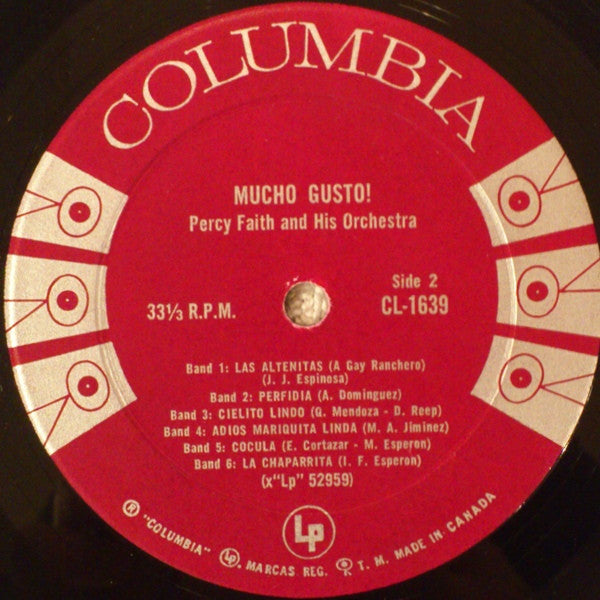 COLUMBIA
MUCHO GUSTO!
Percy Faith and His Orchestra
33⅓ R.P.M.
Side 2
CL-1639
Band 1: LAS ALTENITAS (A Gay Ranchero)
(J. J. Espinosa)
Band 2: PERFIDIA (A. Dominguez)
Band 3: CIELITO LINDO (Q. Mendoza - D. Reep)
Band 4: ADIOS MARIQUITA LINDA (M. A. Jiminez)
Band 5: COCULA (E. Cortazar - M. Esperon)
Band 6: LA CHAPARRITA (I. F. Esperon)
(x"Lp" 52959)
Lp
® "COLUMBIA" Lp. MARCAS REG. T. M. MADE IN CANADA